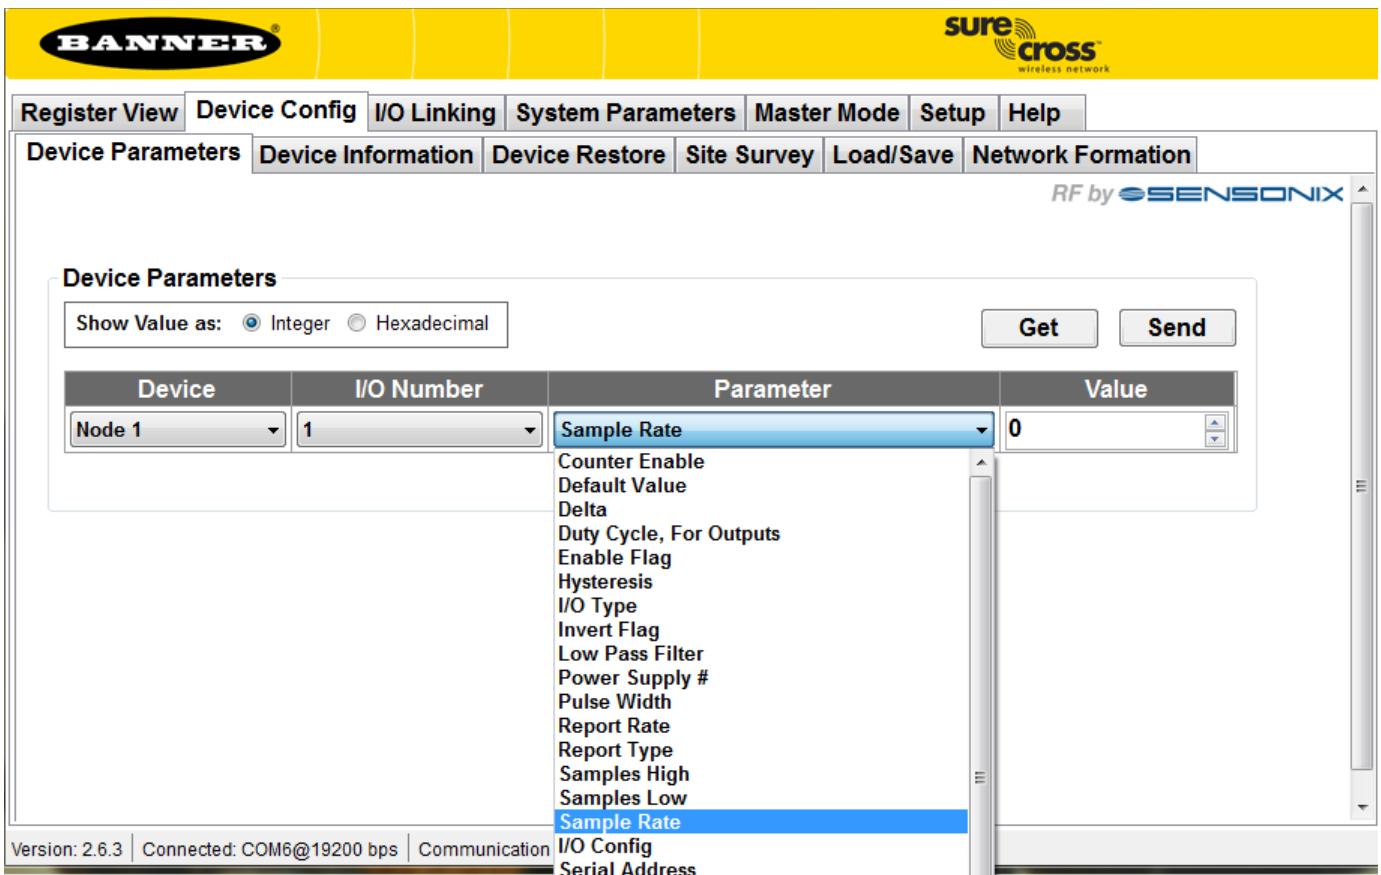 BANNER
sure cross
wireless network
Register View Device Config I/O Linking System Parameters Master Mode Setup Help
Device Parameters Device Information Device Restore Site Survey Load/Save Network Formation
RF by SENSONIX
Device Parameters
Show Value as: Integer Hexadecimal
Get Send
Device I/O Number Parameter Value
Node 1 1 Sample Rate 0
Counter Enable
Default Value
Delta
Duty Cycle, For Outputs
Enable Flag
Hysteresis
I/O Type
Invert Flag
Low Pass Filter
Power Supply #
Pulse Width
Report Rate
Report Type
Samples High
Samples Low
Sample Rate
I/O Config
Serial Address
Version: 2.6.3 Connected: COM6@19200 bps Communication